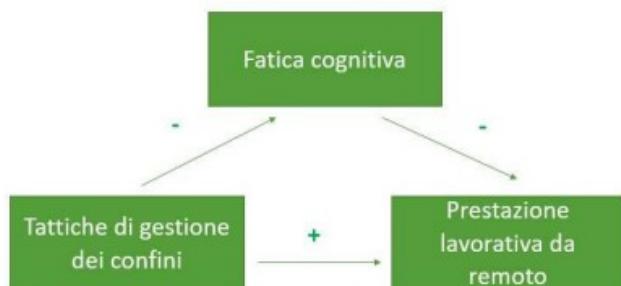 Fatica cognitiva
-
-
Tattiche di gestione
dei confini
+
Prestazione
lavorativa da
remoto